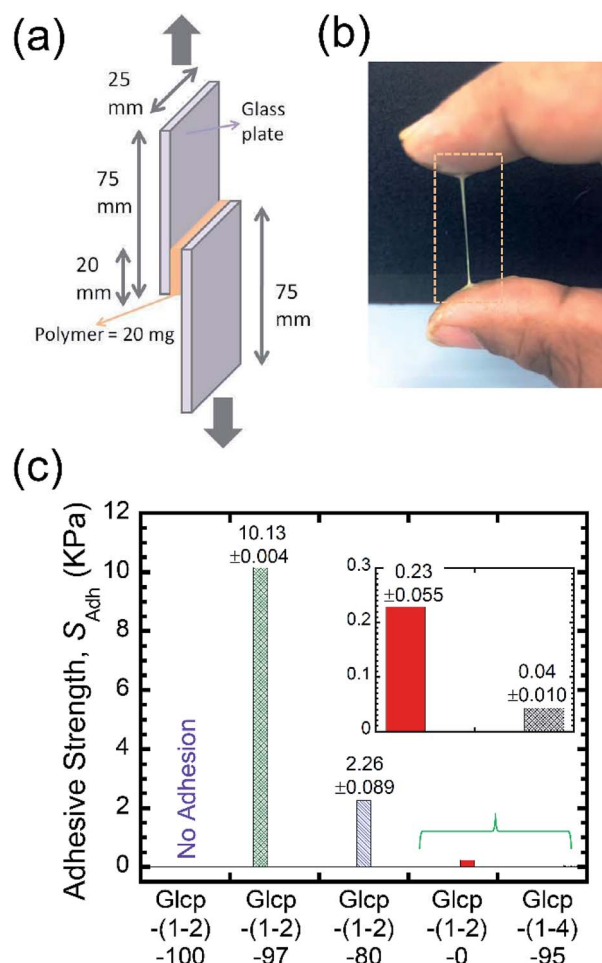 (a)
25
mm
Glass
plate
75
mm
20
mm
75
mm
Polymer = 20 mg
(b)
(c)
Adhesive Strength, S_Adh (KPa)
12
10
8
6
4
2
0
No Adhesion
10.13
±0.004
2.26
±0.089
0.3
0.2
0.1
0
0.23
±0.055
0.04
±0.010
Glcp
-(1-2)
-100
Glcp
-(1-2)
-97
Glcp
-(1-2)
-80
Glcp
-(1-2)
-0
Glcp
-(1-4)
-95